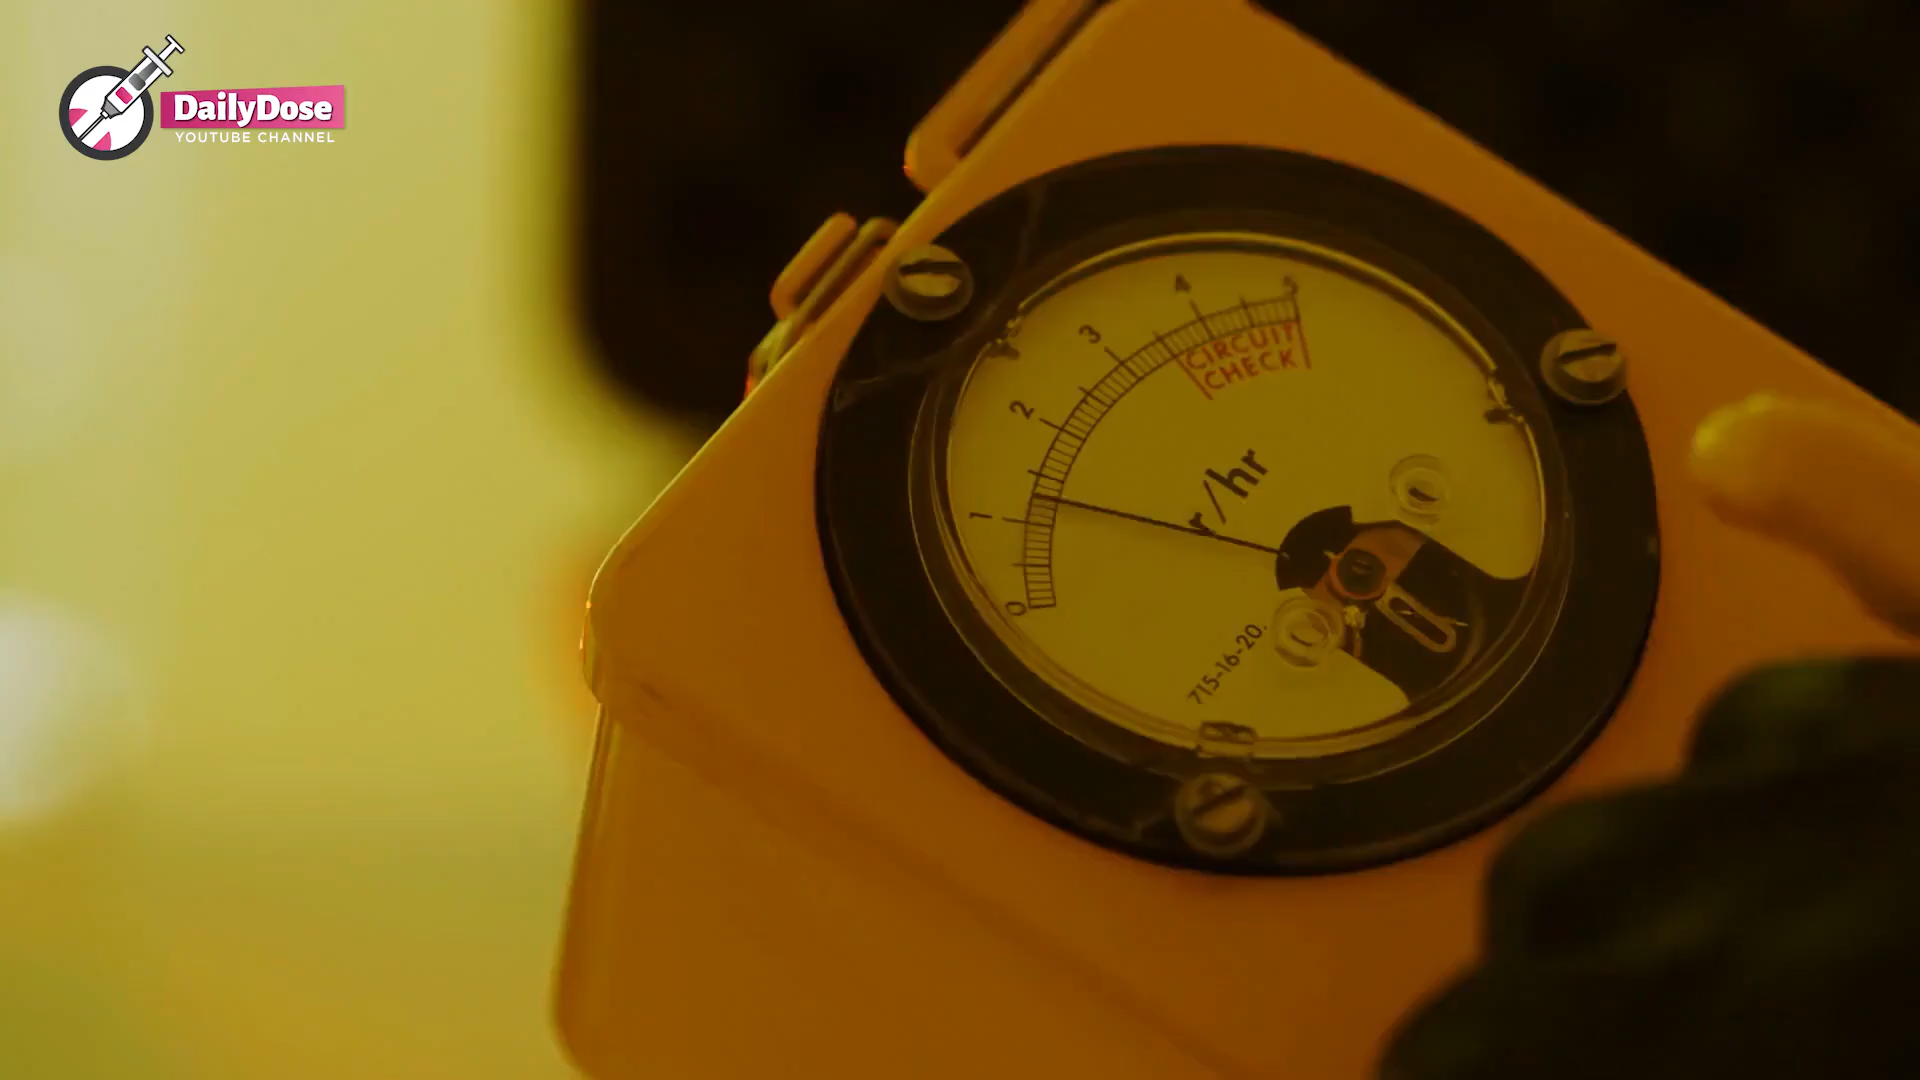 DailyDose
YOUTUBE CHANNEL
0 1 2 3 4 5
CIRCUIT
CHECK
r/hr
715-16-20.